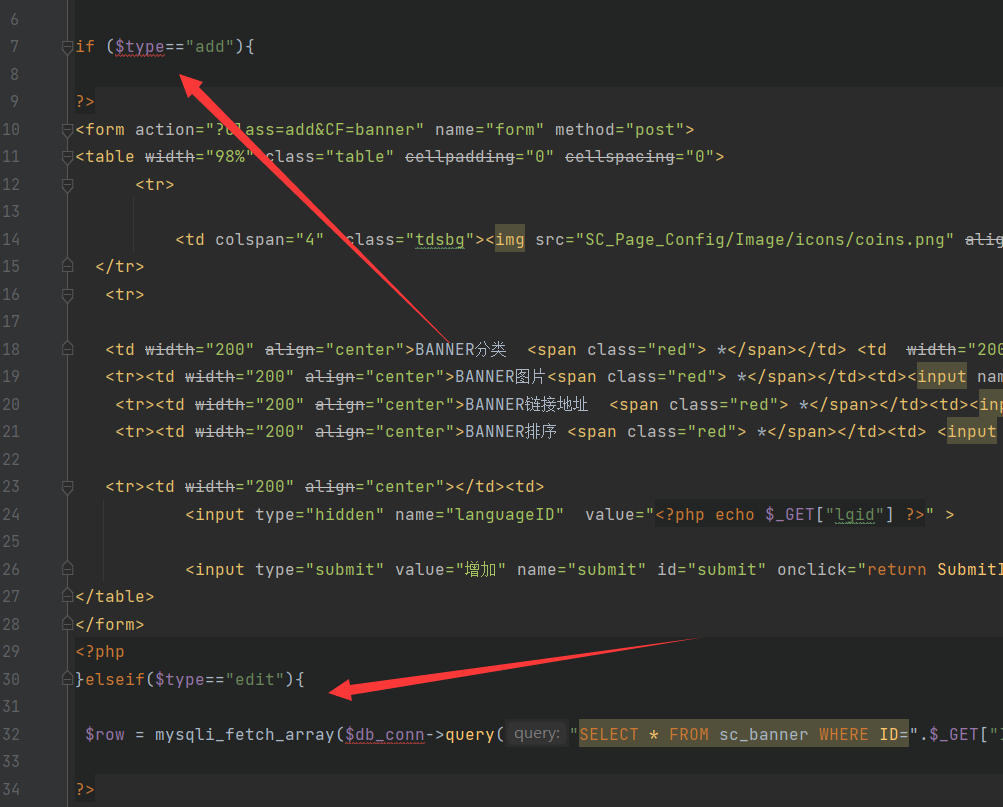 6
7 if ($type=="add"){
8
9 ?>
10 <form action="?Class=add&CF=banner" name="form" method="post">
11 <table width="98%" class="table" cellpadding="0" cellspacing="0">
12 <tr>
13
14 <td colspan="4" class="tdsbg"><img src="SC_Page_Config/Image/icons/coins.png" alig
15 </tr>
16 <tr>
17
18 <td width="200" align="center">BANNER分类 <span class="red"> *</span></td> <td width="200
19 <tr><td width="200" align="center">BANNER图片<span class="red"> *</span></td><td><input nam
20 <tr><td width="200" align="center">BANNER链接地址 <span class="red"> *</span></td><td><inp
21 <tr><td width="200" align="center">BANNER排序 <span class="red"> *</span></td><td> <input
22
23 <tr><td width="200" align="center"></td><td>
24 <input type="hidden" name="languageID" value="<?php echo $_GET["lgid"] ?>" >
25
26 <input type="submit" value="增加" name="submit" id="submit" onclick="return SubmitI
27 </table>
28 </form>
29 <?php
30 }elseif($type=="edit"){
31
32 $row = mysqli_fetch_array($db_conn->query( query: "SELECT * FROM sc_banner WHERE ID=".$_GET["I
33
34 ?>